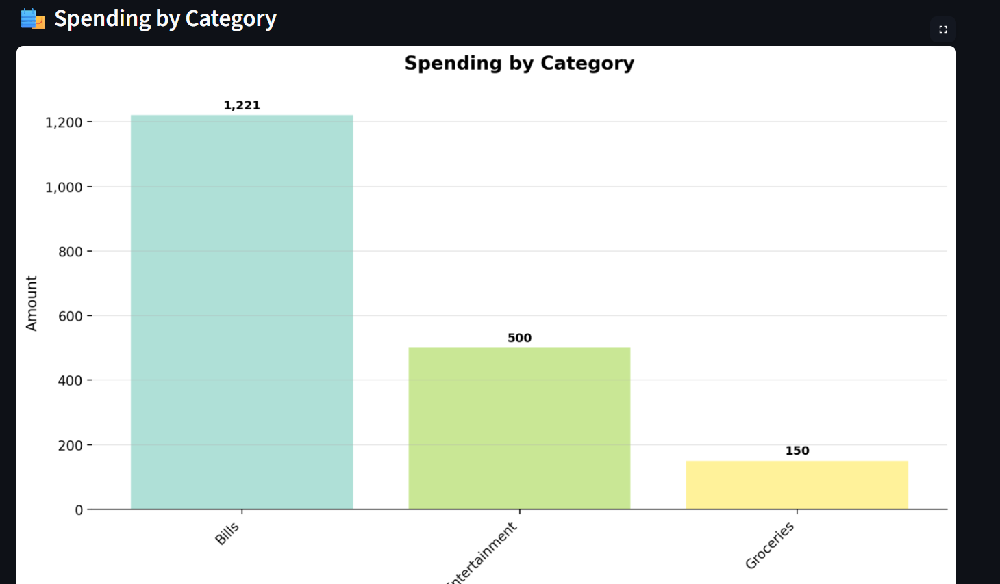 Spending by Category
Spending by Category
1,221
1,200
1,000
800
Amount
600
500
400
200
150
0
Bills
ntertainment
Groceries